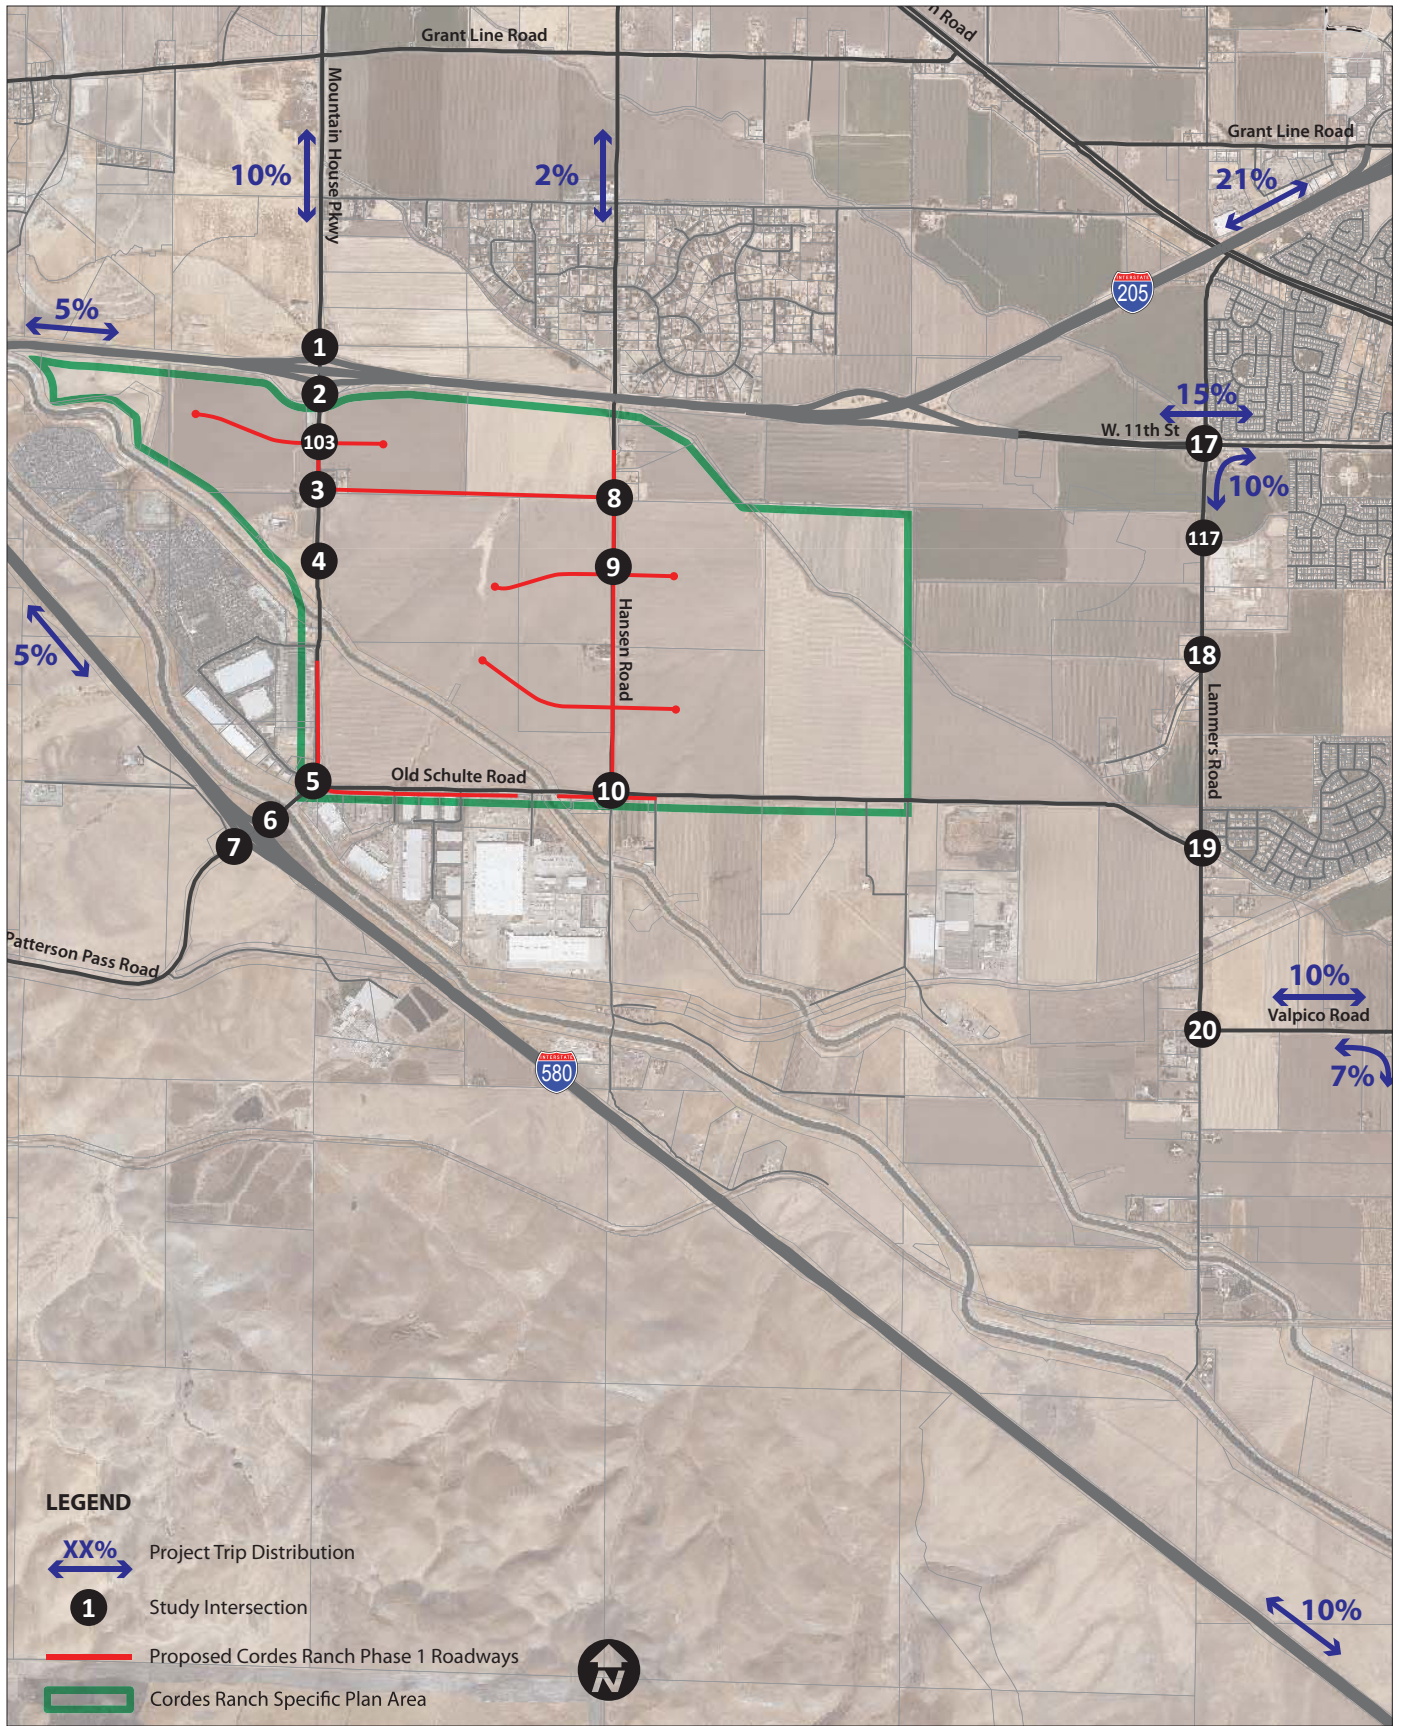 n Road
Grant Line Road
Mountain House Pkwy
Grant Line Road
10%
2%
21%
INTERSTATE
205
5%
1
2
15%
W. 11th St
103
17
10%
3
8
117
4
9
Hansen Road
5%
18
Lammers Road
Old Schulte Road
5
10
6
7
19
Patterson Pass Road
10%
Valpico Road
20
7%
INTERSTATE
580
LEGEND
XX%
Project Trip Distribution
1
Study Intersection
10%
Proposed Cordes Ranch Phase 1 Roadways
N
Cordes Ranch Specific Plan Area